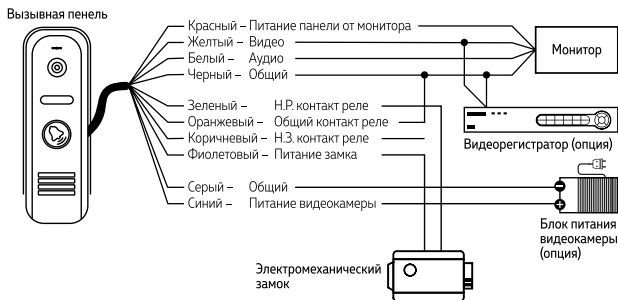 Вызывная панель
Красный – Питание панели от монитора
Желтый – Видео
Белый – Аудио
Черный – Общий
Монитор
Зеленый – Н.Р. контакт реле
Оранжевый – Общий контакт реле
Коричневый – Н.З. контакт реле
Фиолетовый – Питание замка
Видеорегистратор (опция)
Серый – Общий
Синий – Питание видеокамеры
Блок питания
видеокамеры
(опция)
Электромеханический
замок